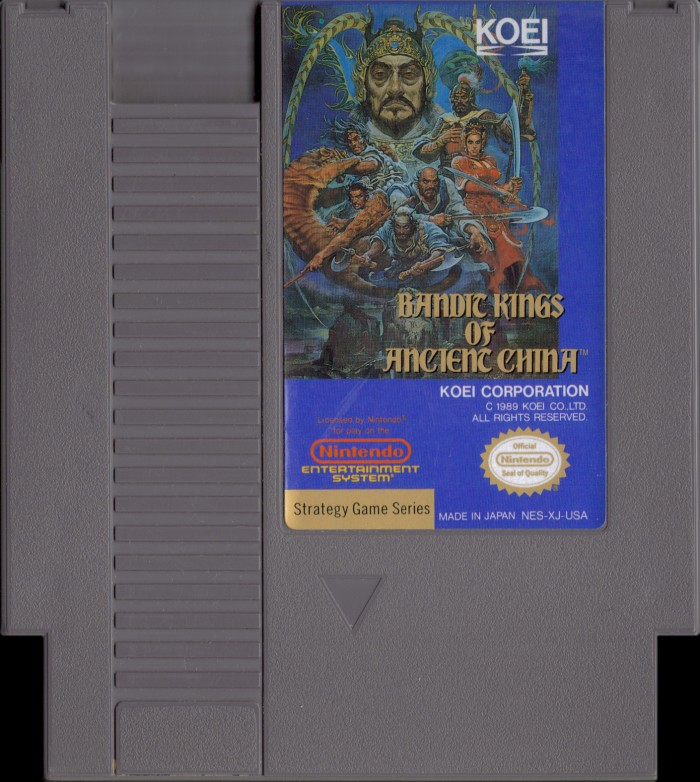 KOEI
BANDIT KINGS
OF
ANCIENT CHINA™
KOEI CORPORATION
© 1989 KOEI CO.,LTD.
ALL RIGHTS RESERVED.
Licensed by Nintendo®
for play on the
Nintendo
ENTERTAINMENT
SYSTEM®
Official
Nintendo
Seal of Quality
Strategy Game Series
MADE IN JAPAN NES-XJ-USA